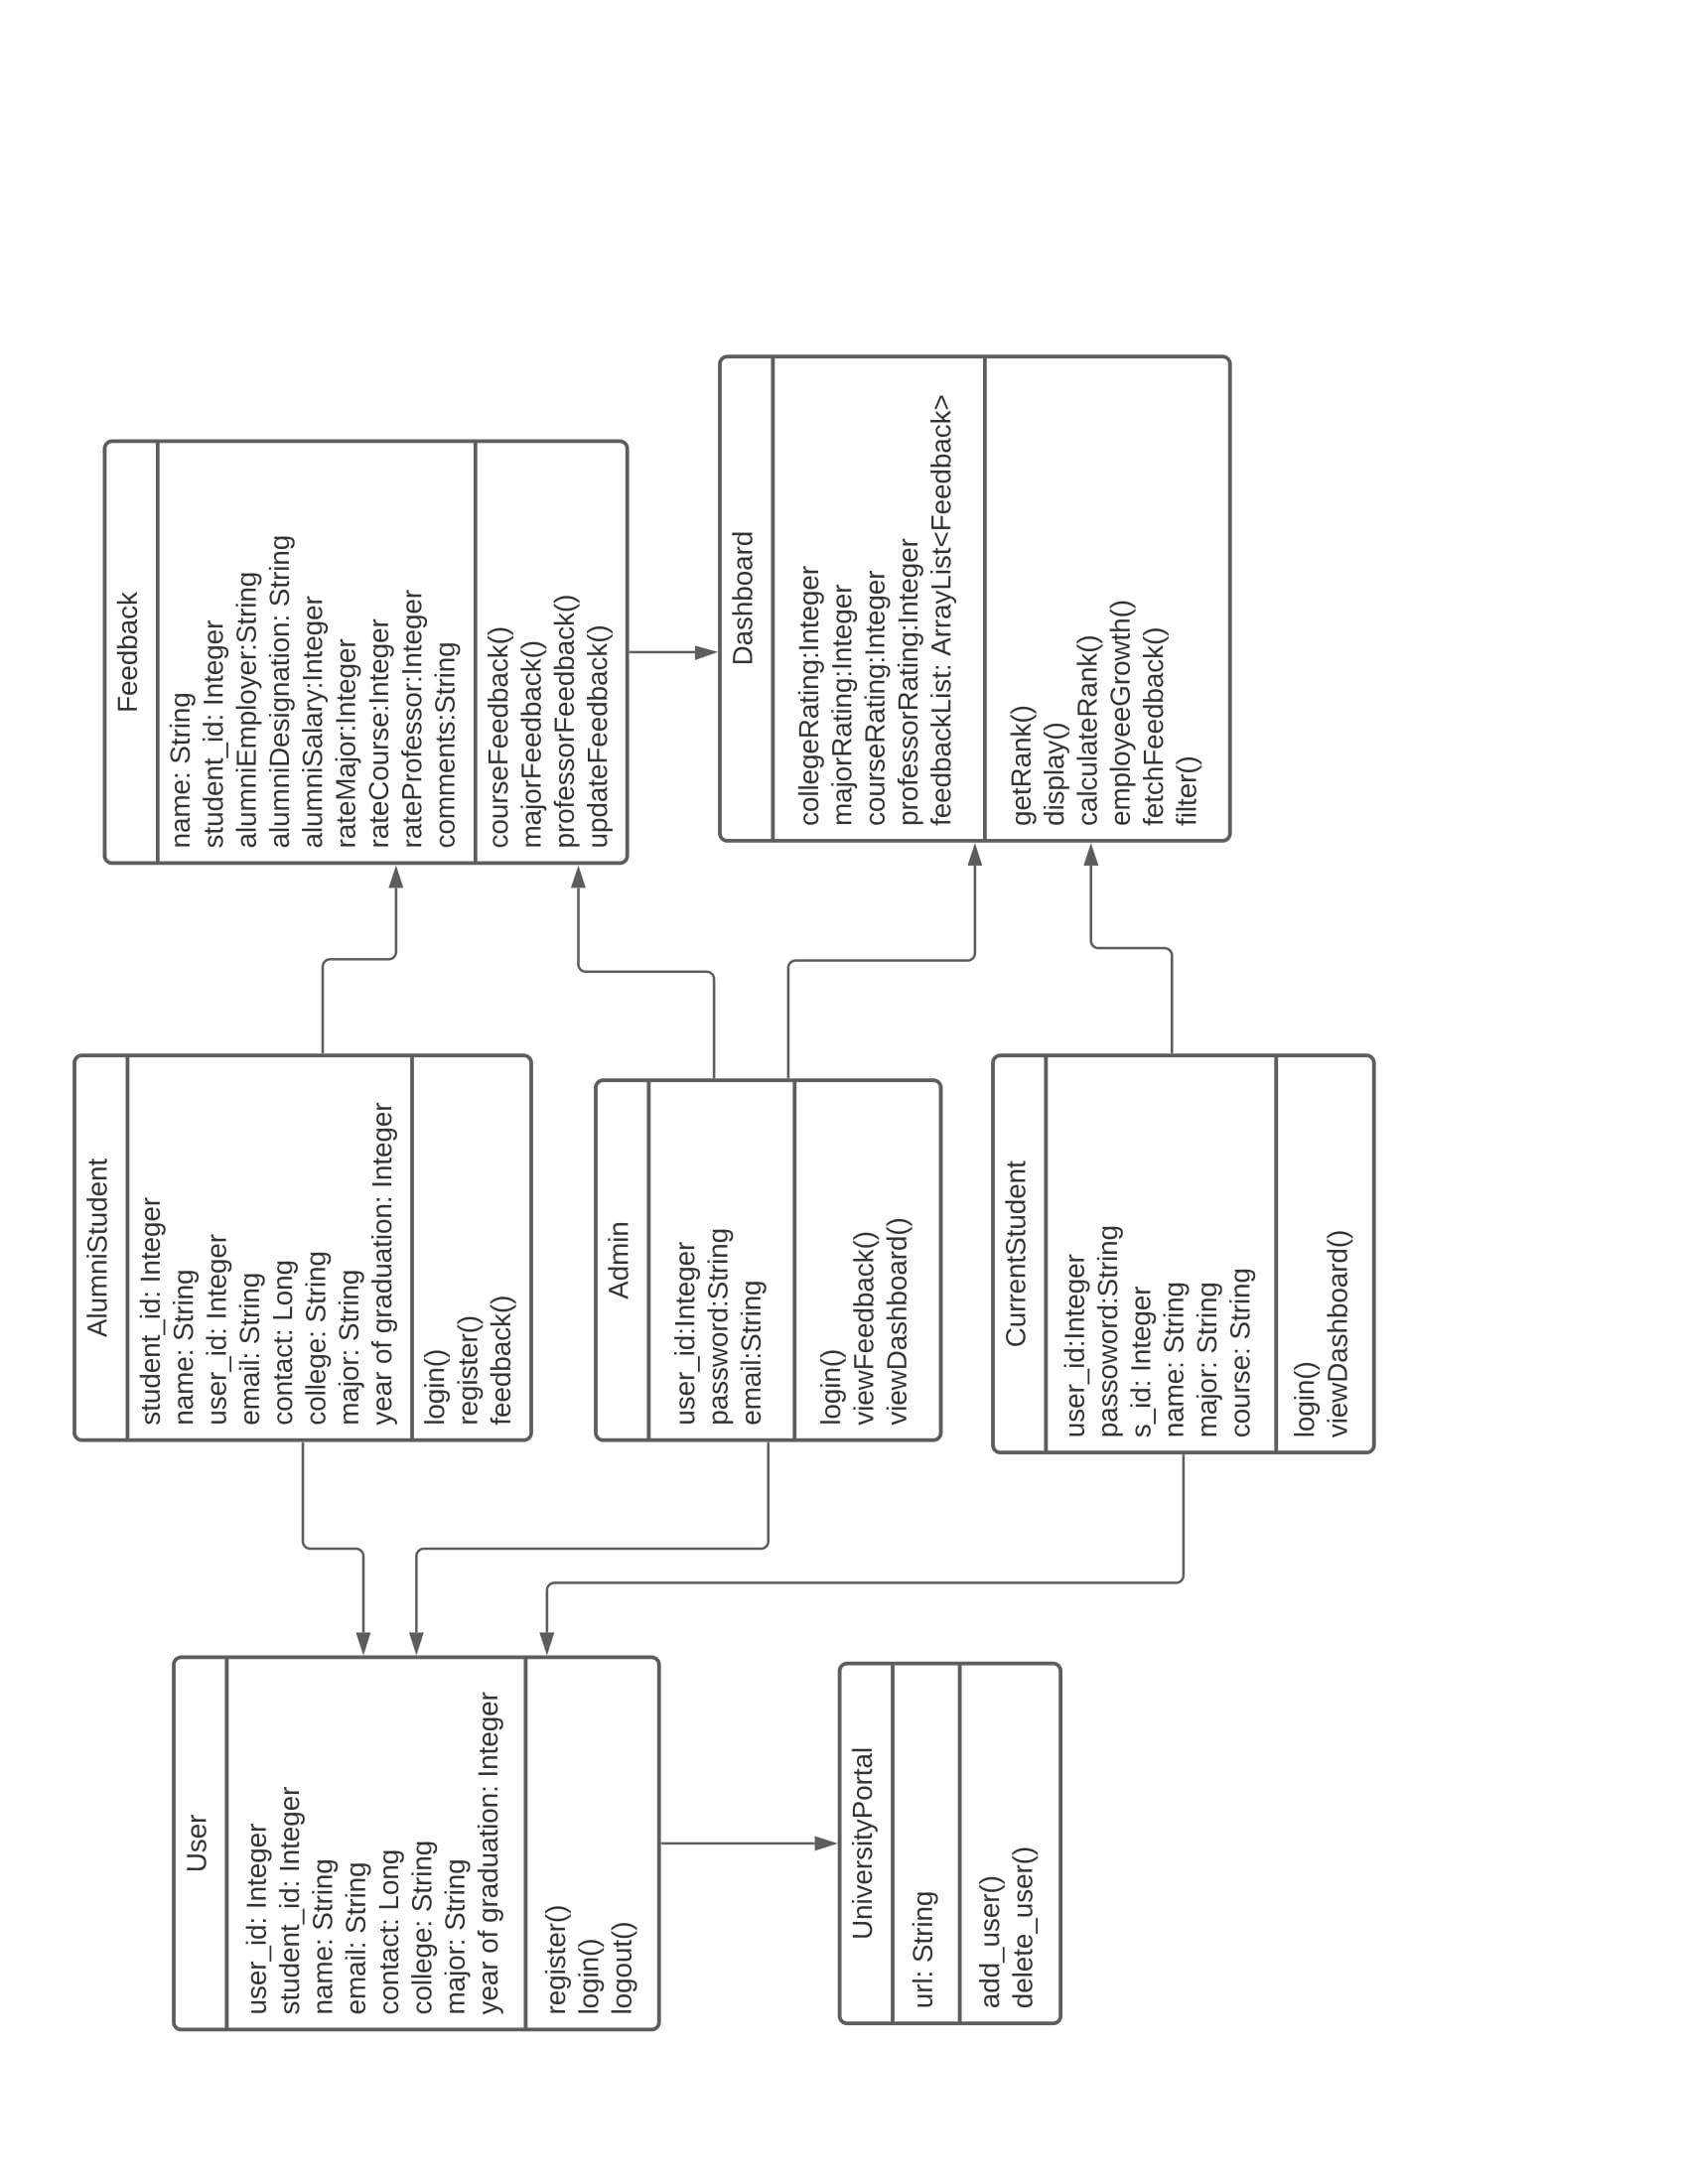 User
user_id: Integer
student_id: Integer
name: String
email: String
contact: Long
college: String
major: String
year of graduation: Integer
register()
login()
logout()
UniversityPortal
url: String
add_user()
delete_user()
AlumniStudent
student_id: Integer
name: String
user_id: Integer
email: String
contact: Long
college: String
major: String
year of graduation: Integer
login()
register()
feedback()
Admin
user_id:Integer
password:String
email:String
login()
viewFeedback()
viewDashboard()
CurrentStudent
user_id:Integer
passoword:String
s_id: Integer
name: String
major: String
course: String
login()
viewDashboard()
Feedback
name: String
student_id: Integer
alumniEmployer:String
alumniDesignation: String
alumniSalary:Integer
rateMajor:Integer
rateCourse:Integer
rateProfessor:Integer
comments:String
courseFeedback()
majorFeedback()
professorFeedback()
updateFeedback()
Dashboard
collegeRating:Integer
majorRating:Integer
courseRating:Integer
professorRating:Integer
feedbackList: ArrayList<Feedback>
getRank()
display()
calculateRank()
employeeGrowth()
fetchFeedback()
filter()